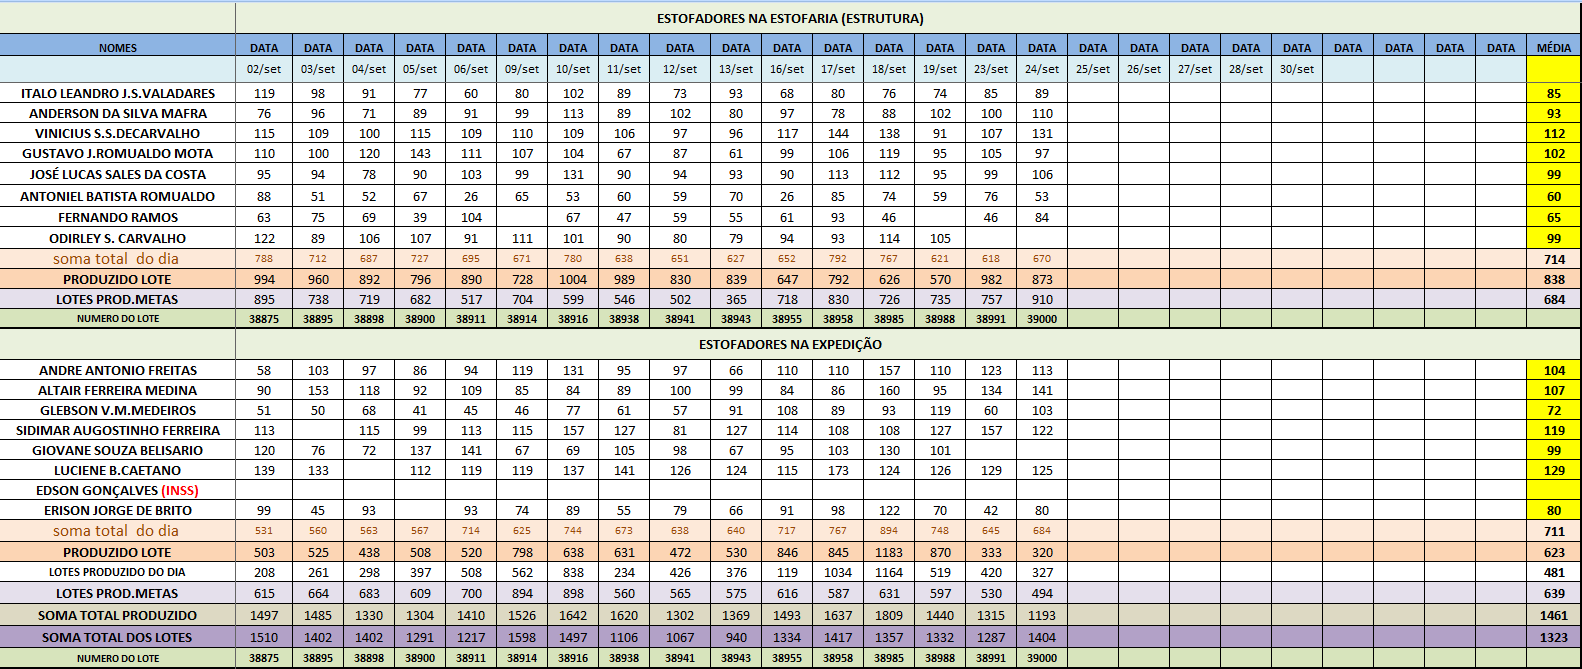 ESTOFADORES NA ESTOFARIA (ESTRUTURA)
NOMES DATA DATA DATA DATA DATA DATA DATA DATA DATA DATA DATA DATA DATA DATA DATA DATA DATA DATA DATA DATA DATA DATA DATA DATA DATA MÉDIA
02/set 03/set 04/set 05/set 06/set 09/set 10/set 11/set 12/set 13/set 16/set 17/set 18/set 19/set 23/set 24/set 25/set 26/set 27/set 28/set 30/set
ITALO LEANDRO J.S.VALADARES 119 98 91 77 60 80 102 89 73 93 68 80 76 74 85 89 85
ANDERSON DA SILVA MAFRA 76 96 71 89 91 99 113 89 102 80 97 78 88 102 100 110 93
VINICIUS S.S.DECARVALHO 115 109 100 115 109 110 109 106 97 96 117 144 138 91 107 131 112
GUSTAVO J.ROMUALDO MOTA 110 100 120 143 111 107 104 67 87 61 99 106 119 95 105 97 102
JOSÉ LUCAS SALES DA COSTA 95 94 78 90 103 99 131 90 94 93 90 113 112 95 99 106 99
ANTONIEL BATISTA ROMUALDO 88 51 52 67 26 65 53 60 59 70 26 85 74 59 76 53 60
FERNANDO RAMOS 63 75 69 39 104 67 47 59 55 61 93 46 46 84 65
ODIRLEY S. CARVALHO 122 89 106 107 91 111 101 90 80 79 94 93 114 105 99
soma total do dia 788 712 687 727 695 671 780 638 651 627 652 792 767 621 618 670 714
PRODUZIDO LOTE 994 960 892 796 890 728 1004 989 830 839 647 792 626 570 982 873 838
LOTES PROD.METAS 895 738 719 682 517 704 599 546 502 365 718 830 726 735 757 910 684
NUMERO DO LOTE 38875 38895 38898 38900 38911 38914 38916 38938 38941 38943 38955 38958 38985 38988 38991 39000
ESTOFADORES NA EXPEDIÇÃO
ANDRE ANTONIO FREITAS 58 103 97 86 94 119 131 95 97 66 110 110 157 110 123 113 104
ALTAIR FERREIRA MEDINA 90 153 118 92 109 85 84 89 100 99 84 86 160 95 134 141 107
GLEBSON V.M.MEDEIROS 51 50 68 41 45 46 77 61 57 91 108 89 93 119 60 103 72
SIDIMAR AUGOSTINHO FERREIRA 113 115 99 113 115 157 127 81 127 114 108 108 127 157 122 119
GIOVANE SOUZA BELISARIO 120 76 72 137 141 67 69 105 98 67 95 103 130 101 99
LUCIENE B.CAETANO 139 133 112 119 119 137 141 126 124 115 173 124 126 129 125 129
EDSON GONÇALVES (INSS)
ERISON JORGE DE BRITO 99 45 93 93 74 89 55 79 66 91 98 122 70 42 80 80
soma total do dia 531 560 563 567 714 625 744 673 638 640 717 767 894 748 645 684 711
PRODUZIDO LOTE 503 525 438 508 520 798 638 631 472 530 846 845 1183 870 333 320 623
LOTES PRODUZIDO DO DIA 208 261 298 397 508 562 838 234 426 376 119 1034 1164 519 420 327 481
LOTES PROD.METAS 615 664 683 609 700 894 898 560 565 575 616 587 631 597 530 494 639
SOMA TOTAL PRODUZIDO 1497 1485 1330 1304 1410 1526 1642 1620 1302 1369 1493 1637 1809 1440 1315 1193 1461
SOMA TOTAL DOS LOTES 1510 1402 1402 1291 1217 1598 1497 1106 1067 940 1334 1417 1357 1332 1287 1404 1323
NUMERO DO LOTE 38875 38895 38898 38900 38911 38914 38916 38938 38941 38943 38955 38958 38985 38988 38991 39000